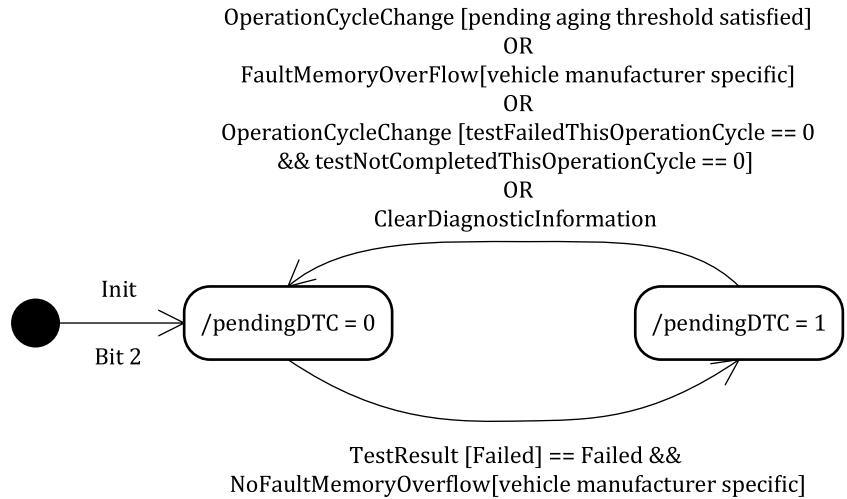 OperationCycleChange [pending aging threshold satisfied]
OR
FaultMemoryOverFlow[vehicle manufacturer specific]
OR
OperationCycleChange [testFailedThisOperationCycle == 0
&& testNotCompletedThisOperationCycle == 0]
OR
ClearDiagnosticInformation
Init
Bit 2
/pendingDTC = 0
/pendingDTC = 1
TestResult [Failed] == Failed &&
NoFaultMemoryOverflow[vehicle manufacturer specific]